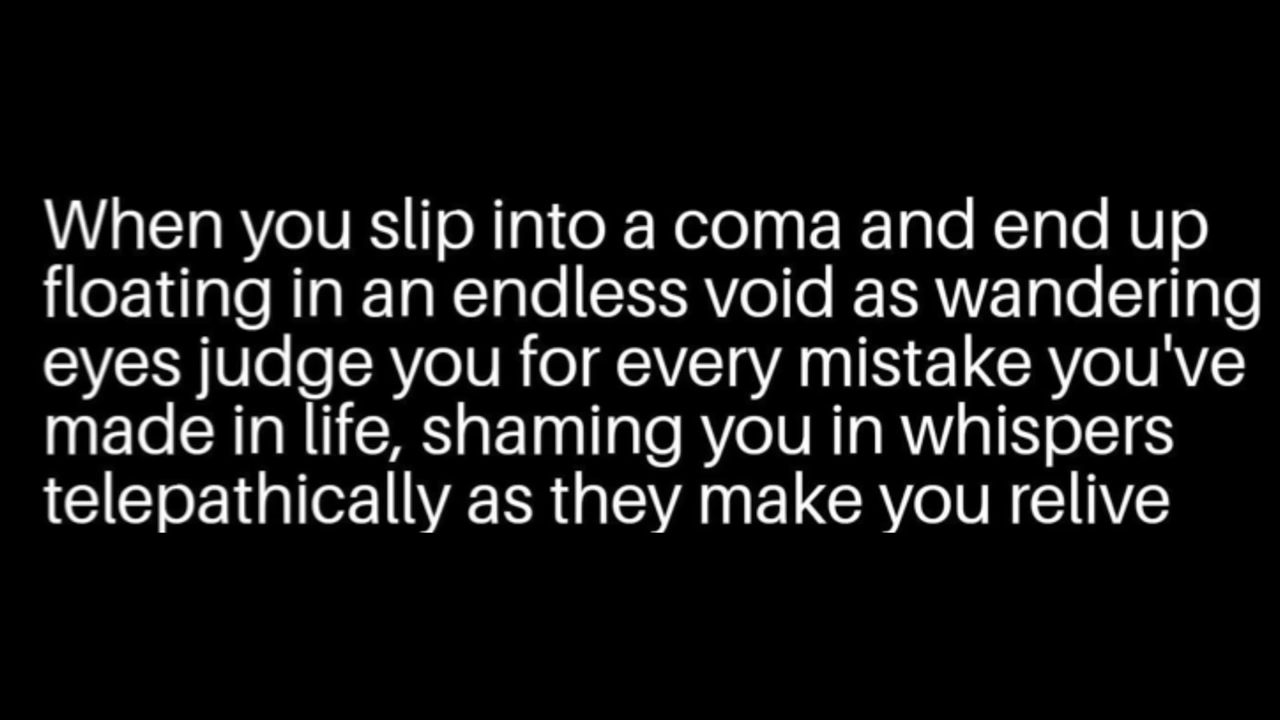 When you slip into a coma and end up
floating in an endless void as wandering
eyes judge you for every mistake you've
made in life, shaming you in whispers
telepathically as they make you relive